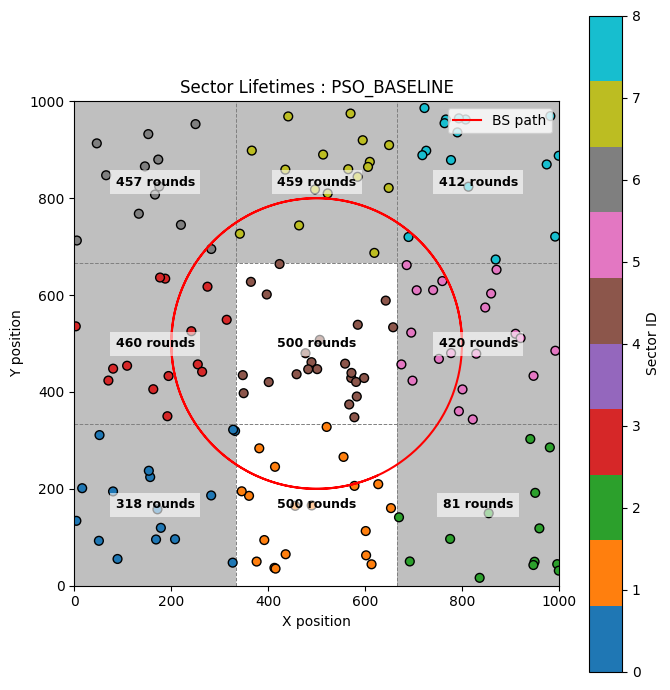 Sector Lifetimes : PSO_BASELINE
BS path
457 rounds
459 rounds
412 rounds
460 rounds
500 rounds
420 rounds
318 rounds
500 rounds
81 rounds
1000
800
600
400
200
0
Y position
0 200 400 600 800 1000
X position
8
7
6
5
4
3
2
1
0
Sector ID